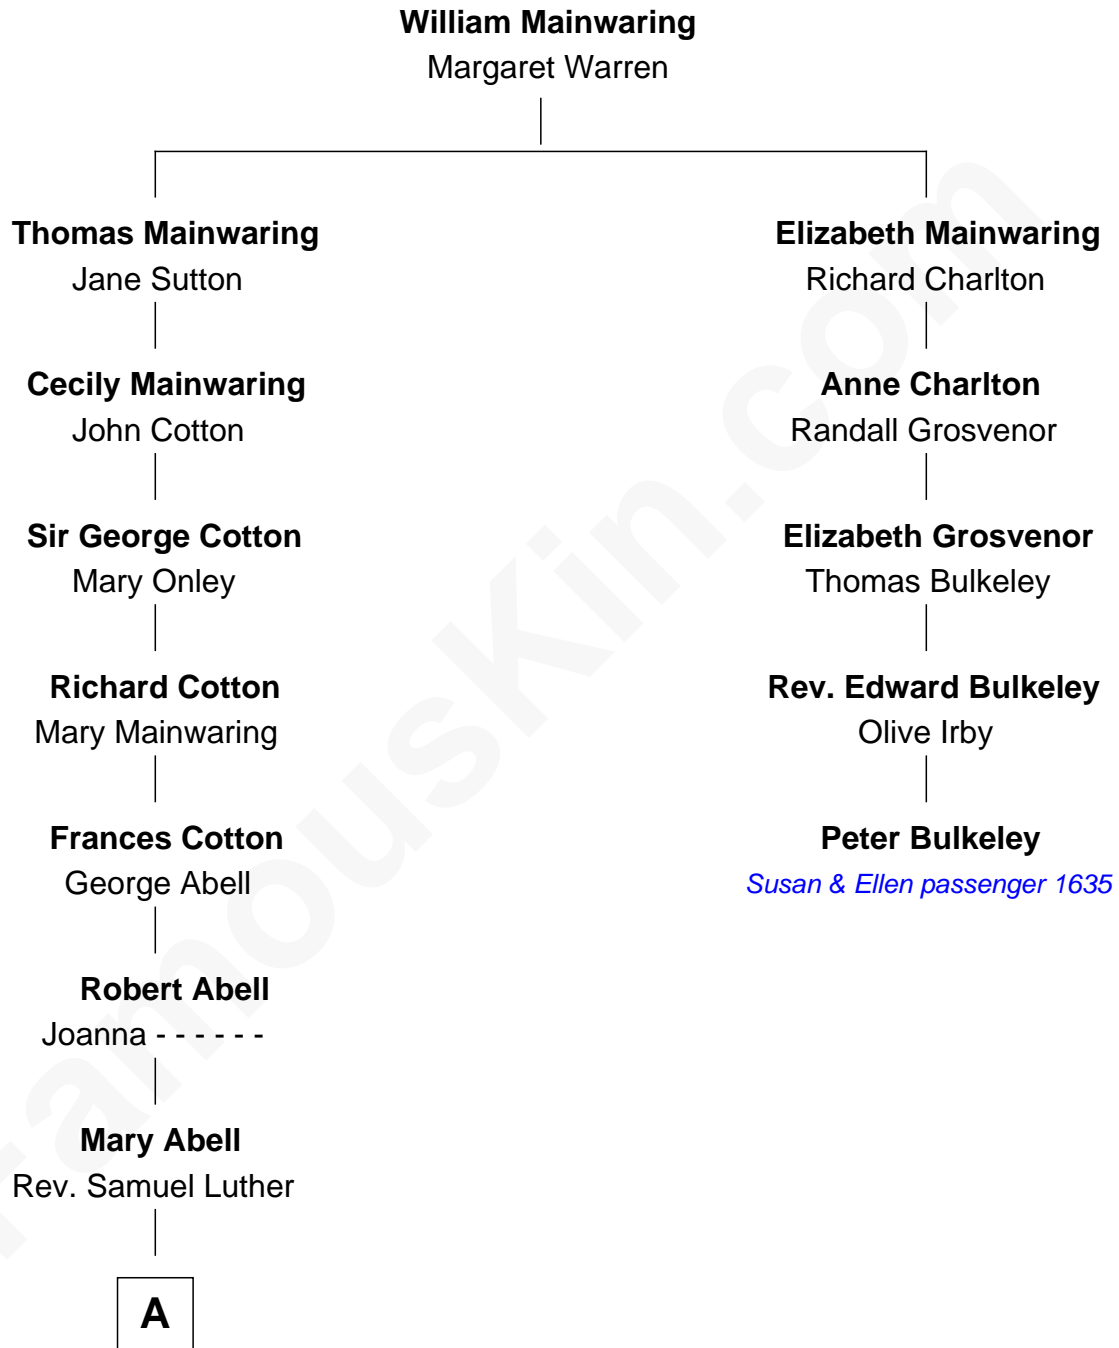 William Mainwaring
Margaret Warren
Thomas Mainwaring
Jane Sutton
Elizabeth Mainwaring
Richard Charlton
Cecily Mainwaring
John Cotton
Anne Charlton
Randall Grosvenor
Sir George Cotton
Mary Onley
Elizabeth Grosvenor
Thomas Bulkeley
Richard Cotton
Mary Mainwaring
Rev. Edward Bulkeley
Olive Irby
Frances Cotton
George Abell
Peter Bulkeley
Susan & Ellen passenger 1635
Robert Abell
Joanna - - - - - -
Mary Abell
Rev. Samuel Luther
A
FamousKin.com